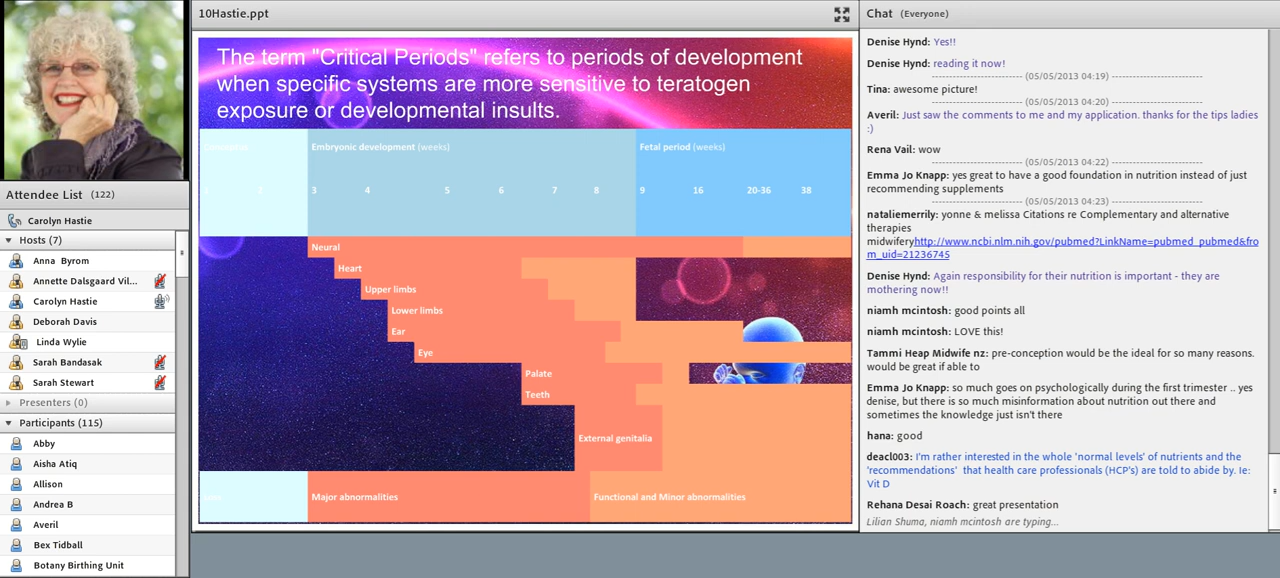 10Hastie.ppt
The term "Critical Periods" refers to periods of development
when specific systems are more sensitive to teratogen
exposure or developmental insults.
Embryonic development (weeks)
Fetal period (weeks)
2 3 4 5 6 7 8 9 16 20-36 38
Neural
Heart
Upper limbs
Lower limbs
Ear
Eye
Palate
Teeth
External genitalia
Major abnormalities
Functional and Minor abnormalities
Attendee List (122)
Carolyn Hastie
Hosts (7)
Anna Byrom
Annette Dalsgaard Vil...
Carolyn Hastie
Deborah Davis
Linda Wylie
Sarah Bandasak
Sarah Stewart
Presenters (0)
Participants (115)
Abby
Aisha Atiq
Allison
Andrea B
Averil
Bex Tidball
Botany Birthing Unit
Chat (Everyone)
Denise Hynd: Yes!!
Denise Hynd: reading it now!
(05/05/2013 04:19)
Tina: awesome picture!
(05/05/2013 04:20)
Averil: Just saw the comments to me and my application. thanks for the tips ladies
:)
Rena Vail: wow
(05/05/2013 04:22)
Emma Jo Knapp: yes great to have a good foundation in nutrition instead of just
recommending supplements
(05/05/2013 04:23)
nataliemerrily: yonne & melissa Citations re Complementary and alternative
therapies
midwiferyhttp://www.ncbi.nlm.nih.gov/pubmed?LinkName=pubmed_pubmed&fro
m_uid=21236745
Denise Hynd: Again responsibility for their nutrition is important - they are
mothering now!!
niamh mcintosh: good points all
niamh mcintosh: LOVE this!
Tammi Heap Midwife nz: pre-conception would be the ideal for so many reasons.
would be great if able to
Emma Jo Knapp: so much goes on psychologically during the first trimester .. yes
denise, but there is so much misinformation about nutrition out there and
sometimes the knowledge just isn't there
hana: good
deacl003: I'm rather interested in the whole 'normal levels' of nutrients and the
'recommendations' that health care professionals (HCP's) are told to abide by. Ie:
Vit D
Rehana Desai Roach: great presentation
Lilian Shuma, niamh mcintosh are typing...